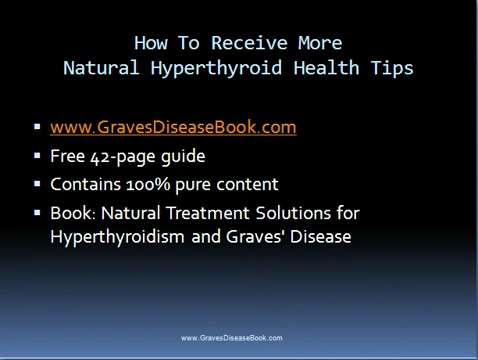 How To Receive More
Natural Hyperthyroid Health Tips
www.GravesDiseaseBook.com
Free 42-page guide
Contains 100% pure content
Book: Natural Treatment Solutions for
Hyperthyroidism and Graves' Disease
www.GravesDiseaseBook.com